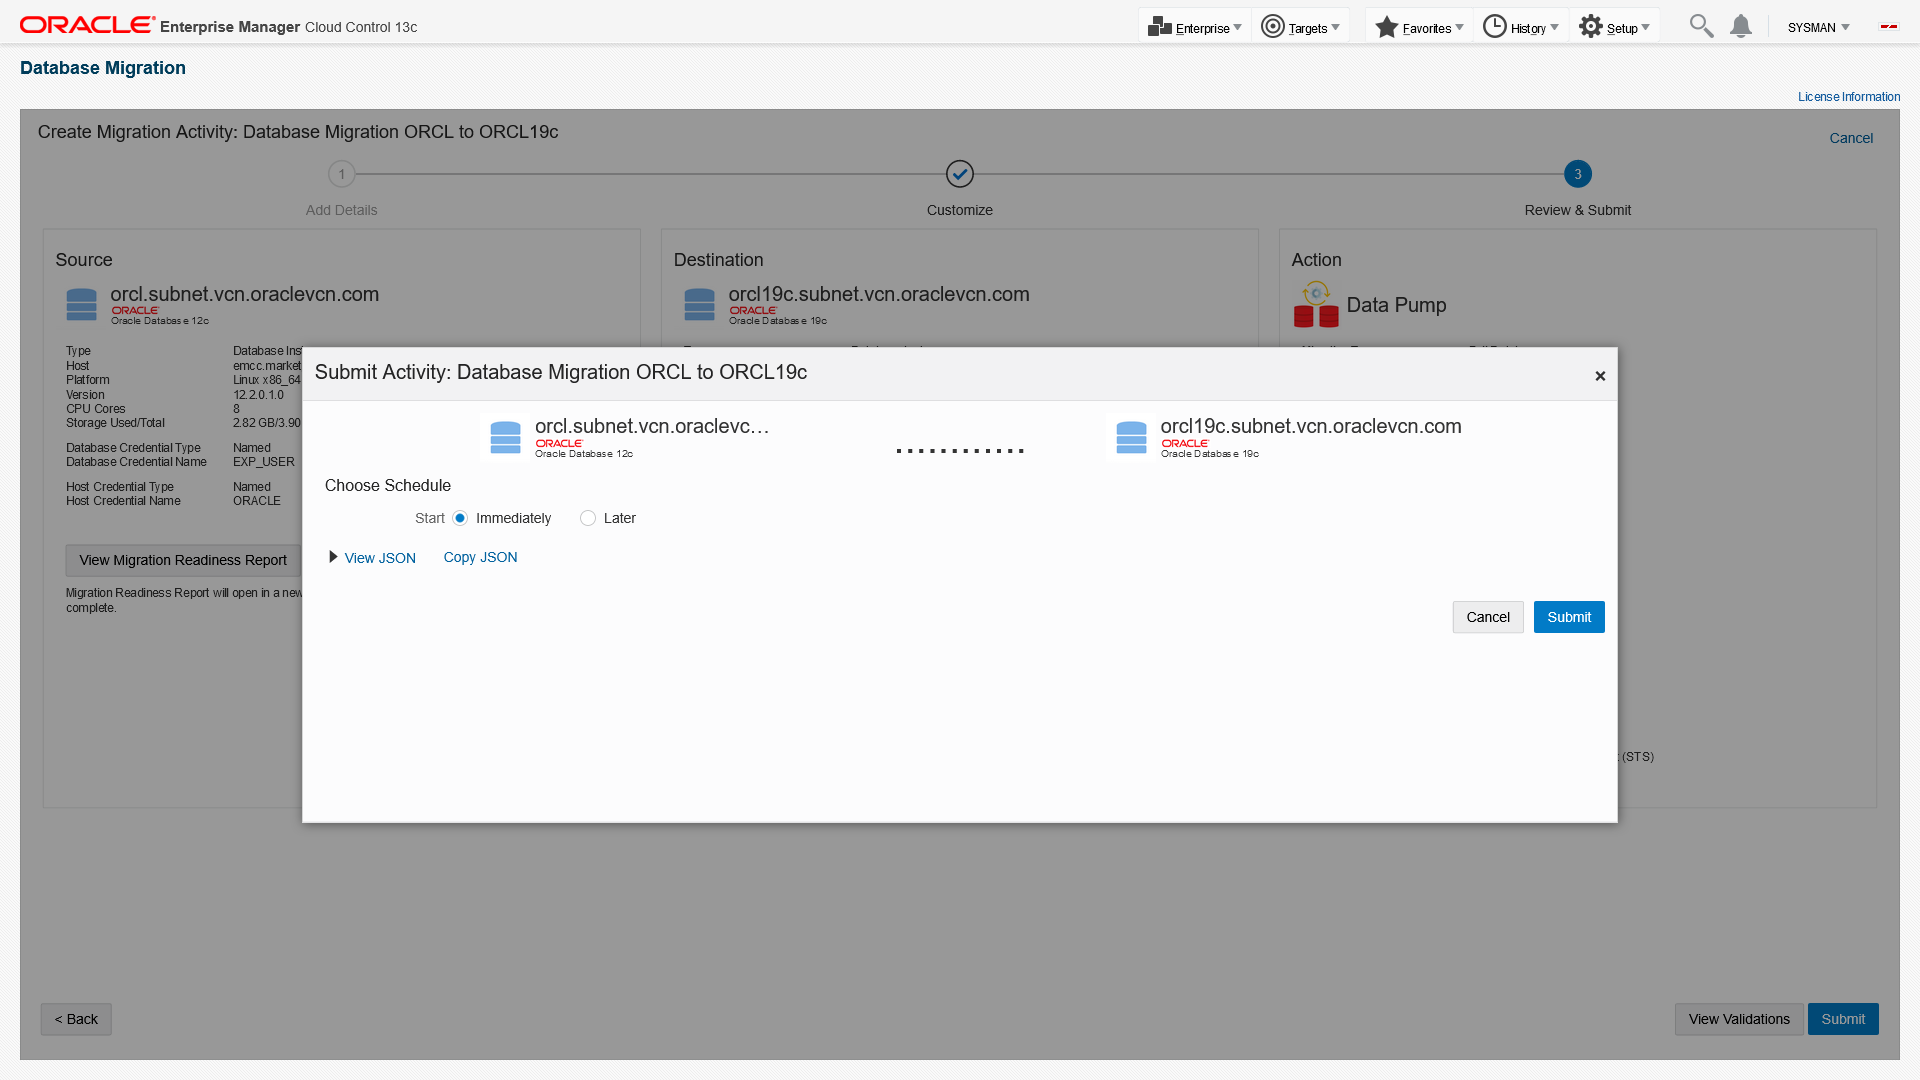 ORACLE Enterprise Manager Cloud Control 13c
Enterprise Targets Favorites History Setup SYSMAN
Database Migration
License Information
Create Migration Activity: Database Migration ORCL to ORCL19c
Cancel
1 3
Add Details Customize Review & Submit
Source
orcl.subnet.vcn.oraclevcn.com
ORACLE
Oracle Database 12c
Type Database Ins
Host emcc.market
Platform Linux x86_64
Version 12.2.0.1.0
CPU Cores 8
Storage Used/Total 2.82 GB/3.90
Database Credential Type Named
Database Credential Name EXP_USER
Host Credential Type Named
Host Credential Name ORACLE
View Migration Readiness Report
Migration Readiness Report will open in a new
complete.
Destination
orcl19c.subnet.vcn.oraclevcn.com
ORACLE
Oracle Database 19c
Action
Data Pump
(STS)
Submit Activity: Database Migration ORCL to ORCL19c
×
orcl.subnet.vcn.oraclevc...
ORACLE
Oracle Database 12c
orcl19c.subnet.vcn.oraclevcn.com
ORACLE
Oracle Database 19c
Choose Schedule
Start Immediately Later
View JSON Copy JSON
Cancel Submit
< Back View Validations Submit